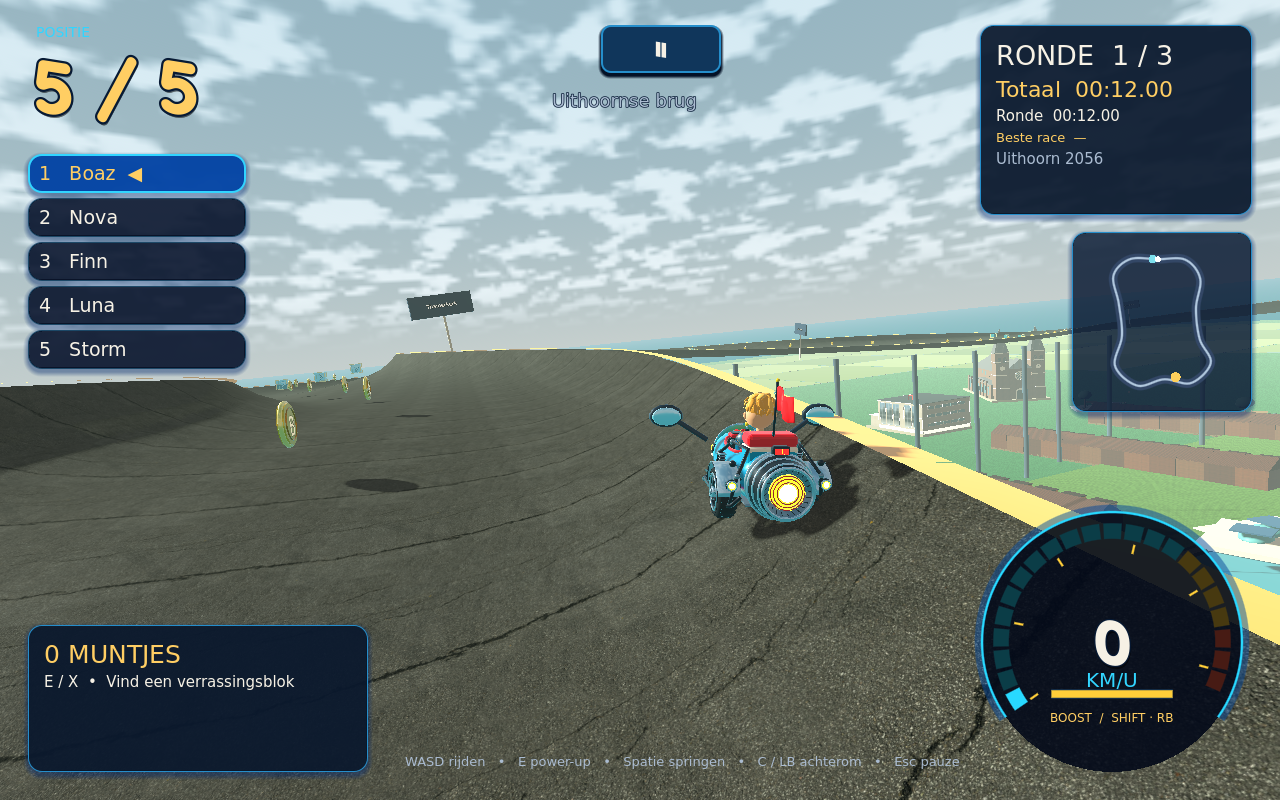 POSITIE
5 / 5
1 Boaz ◀
2 Nova
3 Finn
4 Luna
5 Storm
Uithoornse brug
RONDE 1 / 3
Totaal 00:12.00
Ronde 00:12.00
Beste race —
Uithoorn 2056
0 MUNTJES
E / X • Vind een verrassingsblok
0
KM/U
BOOST / SHIFT · RB
WASD rijden • E power-up • Spatie springen • C / LB achterom • Esc pauze